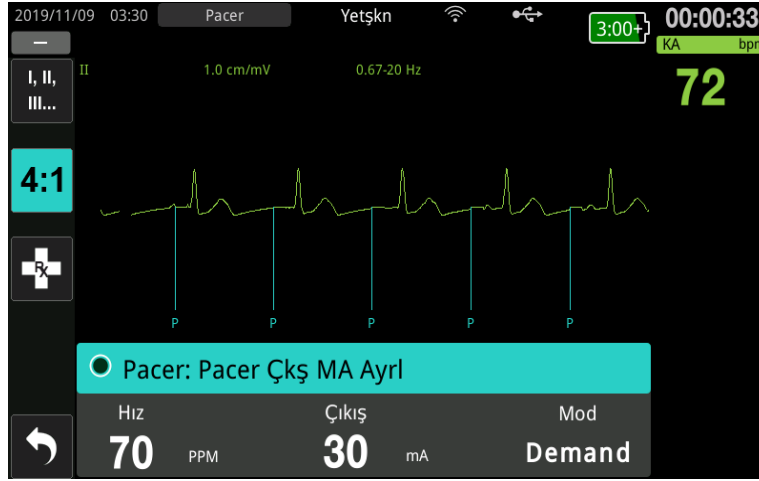 2019/11/09 03:30 Pacer Yetşkn 3:00+ 00:00:33
KA bpm
72
I, II,
III...
II 1.0 cm/mV 0.67-20 Hz
4:1
Rx
P P P P P
Pacer: Pacer Çkş MA Ayrl
Hız Çıkış Mod
70 PPM 30 mA Demand